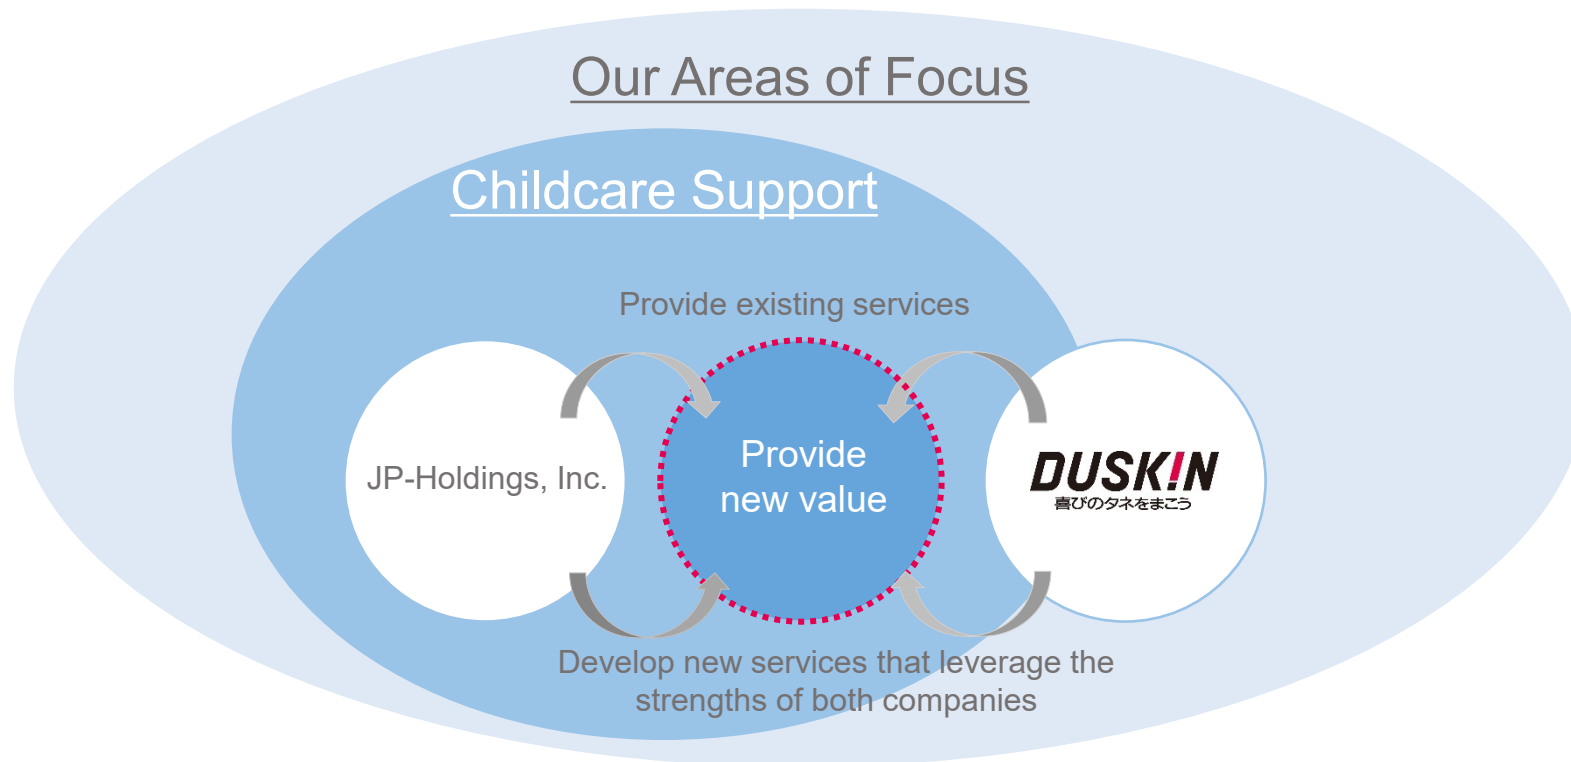 Our Areas of Focus
Childcare Support
Provide existing services
JP-Holdings, Inc.
Provide
new value
DUSK!N
喜びのタネをまこう
Develop new services that leverage the
strengths of both companies